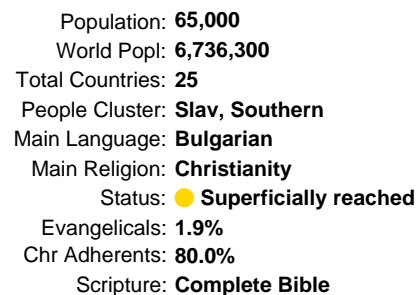 Population: 65,000
World Popl: 6,736,300
Total Countries: 25
People Cluster: Slav, Southern
Main Language: Bulgarian
Main Religion: Christianity
Status: Superficially reached
Evangelicals: 1.9%
Chr Adherents: 80.0%
Scripture: Complete Bible